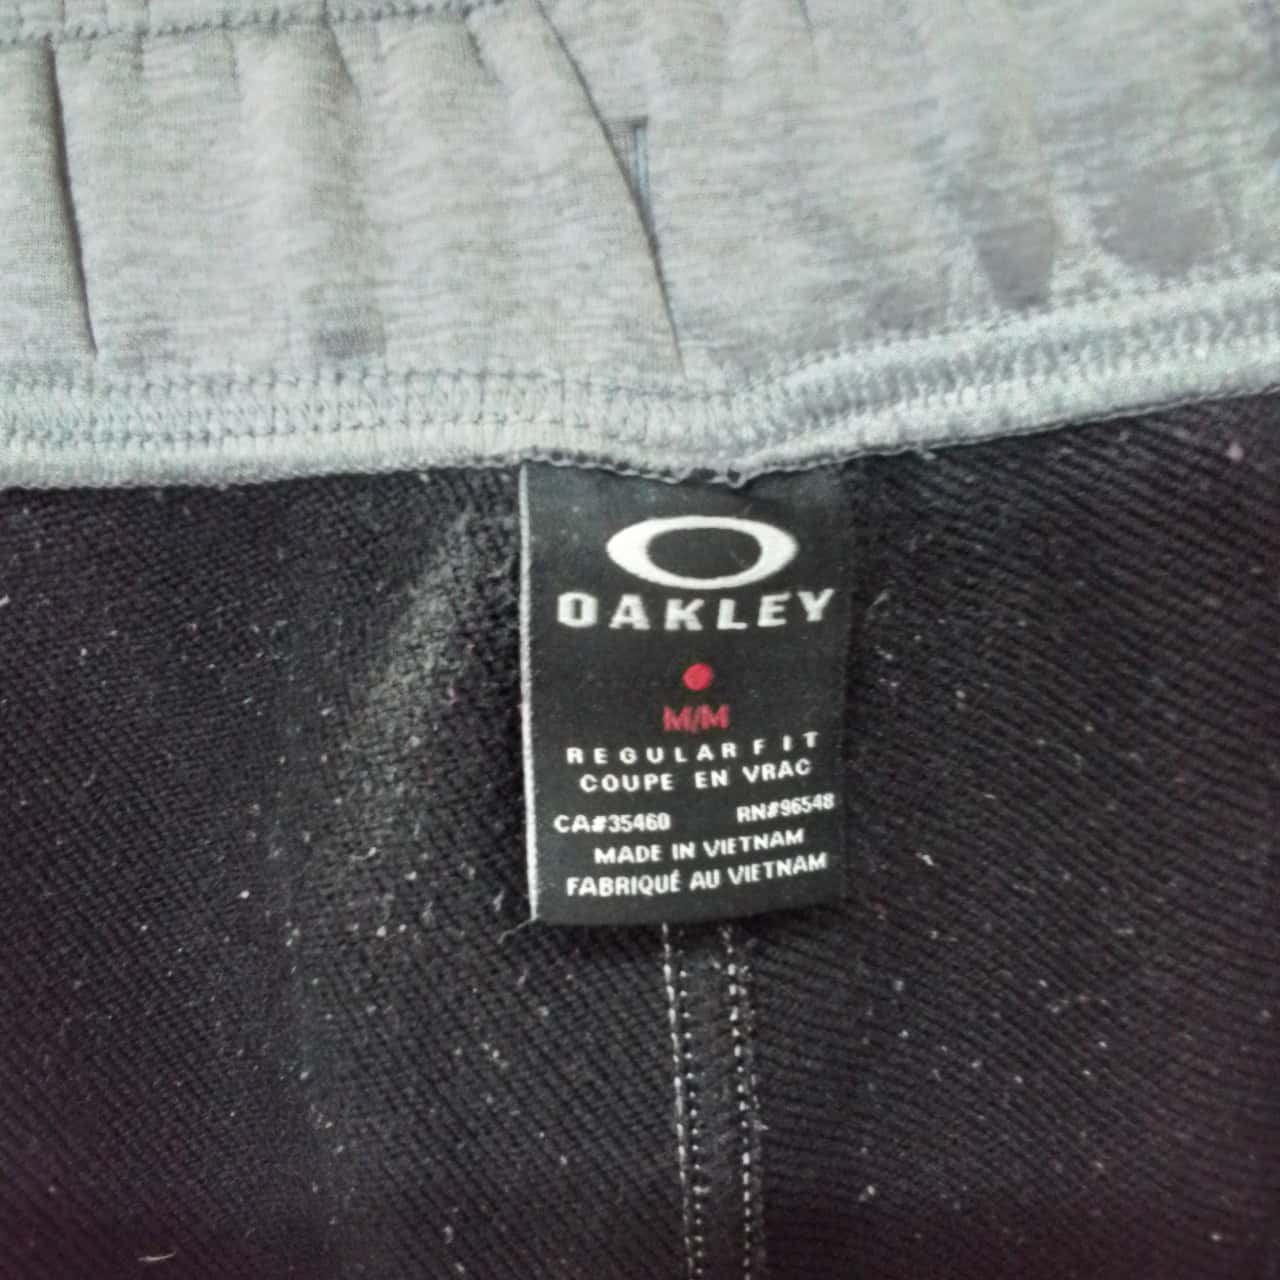 OAKLEY
M/M
REGULAR FIT
COUPE EN VRAC
CA#35460 RN#96548
MADE IN VIETNAM
FABRIQUÉ AU VIETNAM